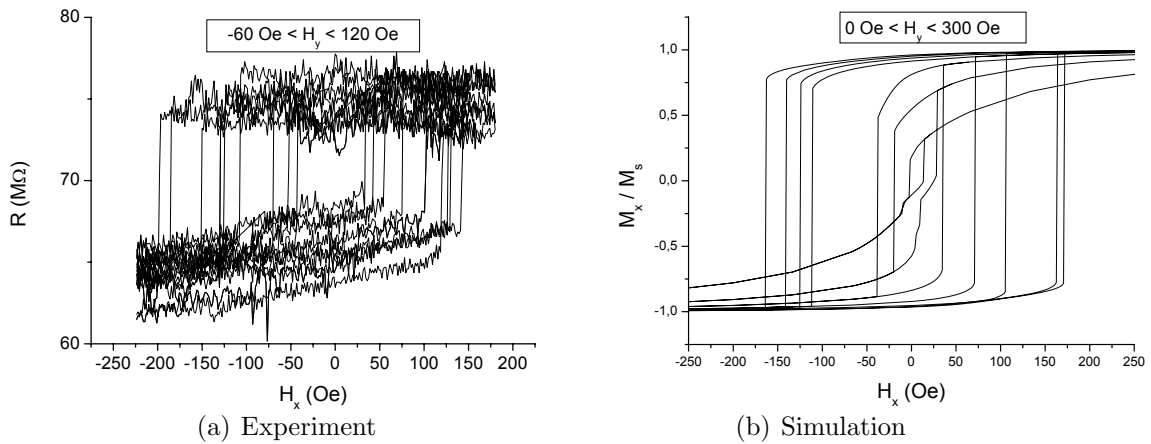 80
70
60
R (MΩ)
-60 Oe < H_y < 120 Oe
-250 -200 -150 -100 -50 0 50 100 150 200
H_x (Oe)
(a) Experiment
0 Oe < H_y < 300 Oe
1,0
0,5
0,0
-0,5
-1,0
M_x / M_s
-250 -200 -150 -100 -50 0 50 100 150 200 250
H_x (Oe)
(b) Simulation